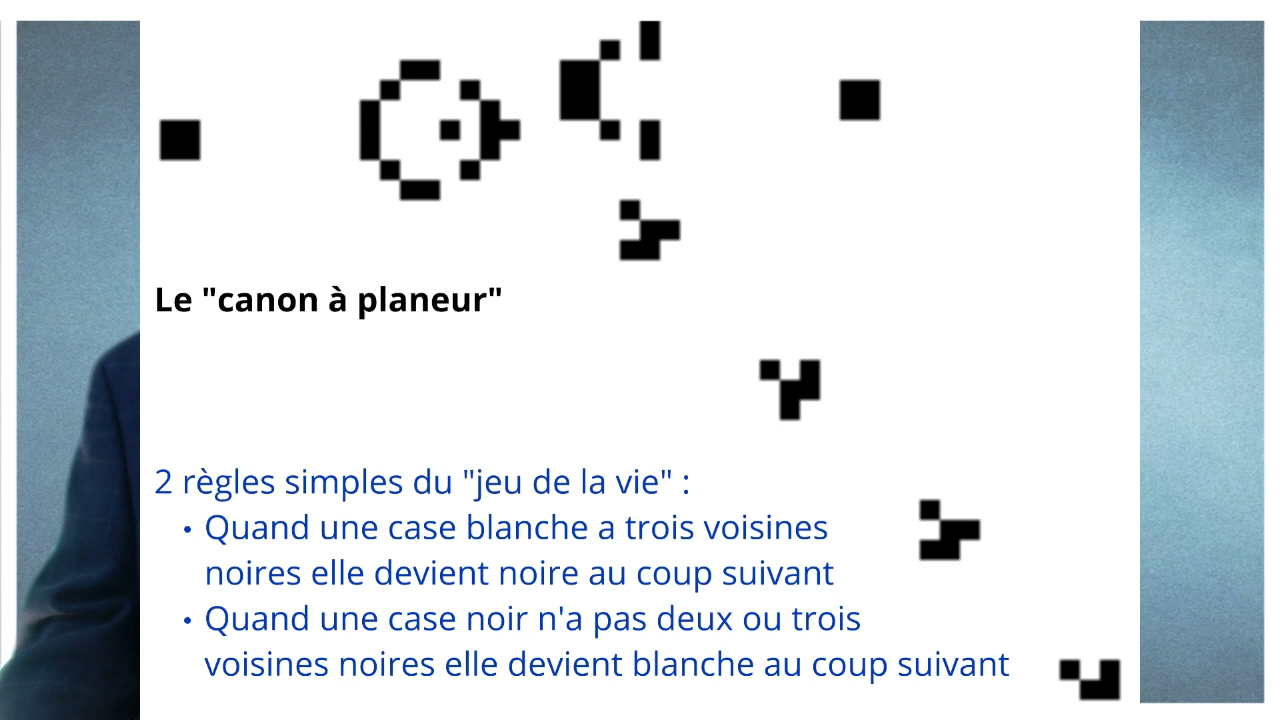 Le "canon à planeur"
2 règles simples du "jeu de la vie" :
• Quand une case blanche a trois voisines
noires elle devient noire au coup suivant
• Quand une case noir n'a pas deux ou trois
voisines noires elle devient blanche au coup suivant